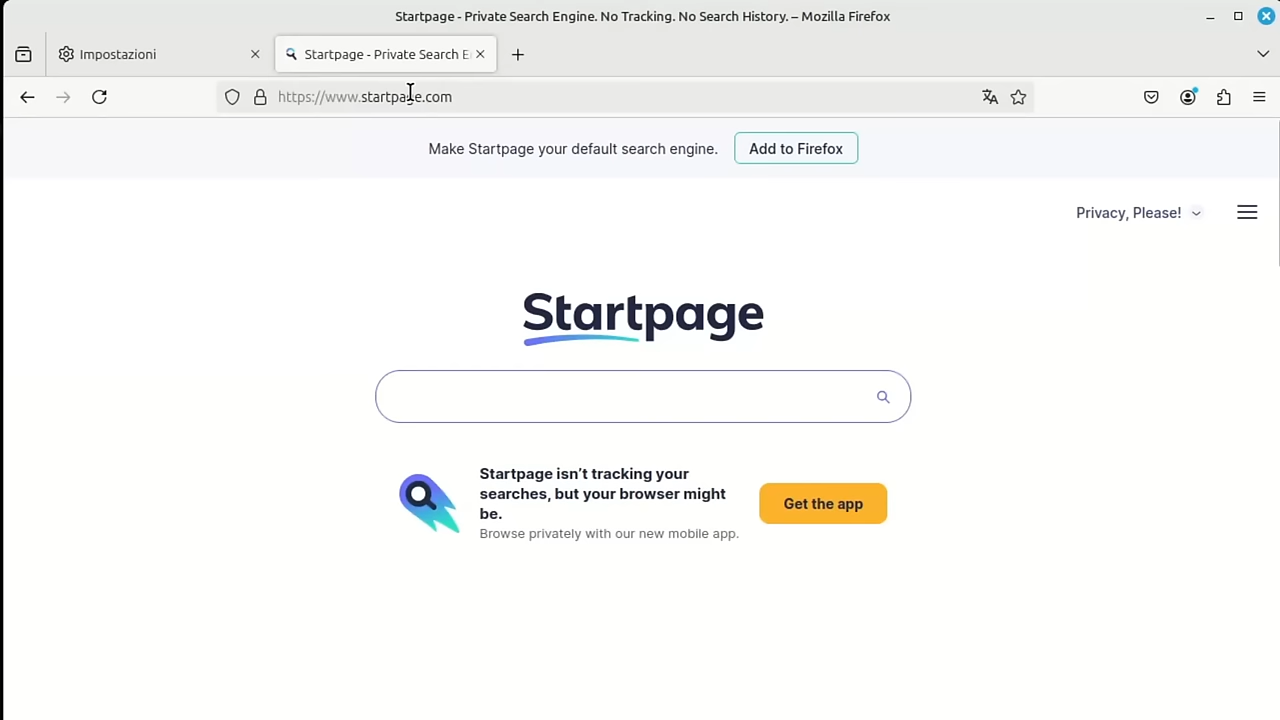 Startpage - Private Search Engine. No Tracking. No Search History. – Mozilla Firefox
Impostazioni
Startpage - Private Search E
https://www.startpage.com
Make Startpage your default search engine.
Add to Firefox
Privacy, Please!
Startpage
Startpage isn’t tracking your
searches, but your browser might
be.
Browse privately with our new mobile app.
Get the app